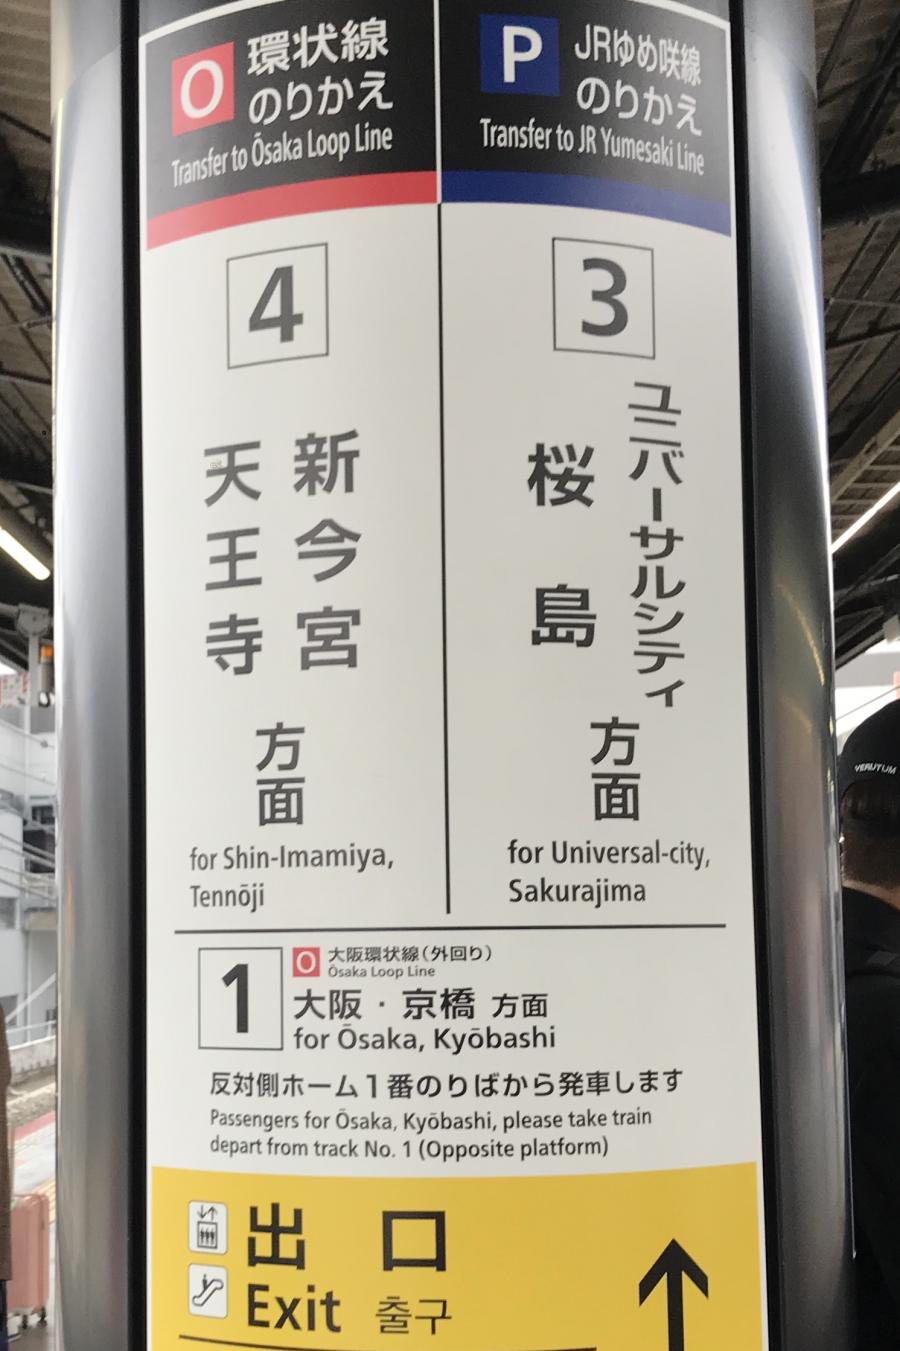 O
環状線
のりかえ
Transfer to Ōsaka Loop Line
P
JRゆめ咲線
のりかえ
Transfer to JR Yumesaki Line
4
新今宮
天王寺
方面
for Shin-Imamiya,
Tennōji
3
ユニバーサルシティ
桜島
方面
for Universal-city,
Sakurajima
1
O
大阪環状線（外回り）
Ōsaka Loop Line
大阪・京橋 方面
for Ōsaka, Kyōbashi
反対側ホーム1番のりばから発車します
Passengers for Ōsaka, Kyōbashi, please take train
depart from track No. 1 (Opposite platform)
出口
Exit 출구
VERUTUM